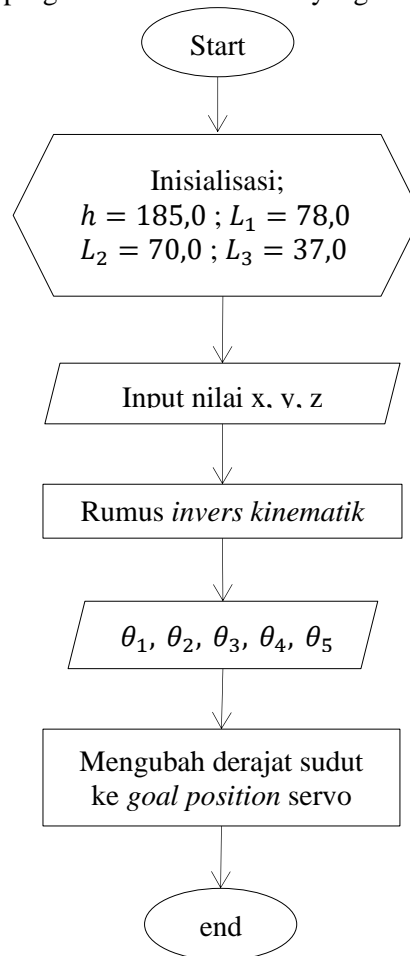 Start
Inisialisasi;
h = 185,0 ; L₁ = 78,0
L₂ = 70,0 ; L₃ = 37,0
Input nilai x, y, z
Rumus invers kinematik
θ₁, θ₂, θ₃, θ₄, θ₅
Mengubah derajat sudut
ke goal position servo
end